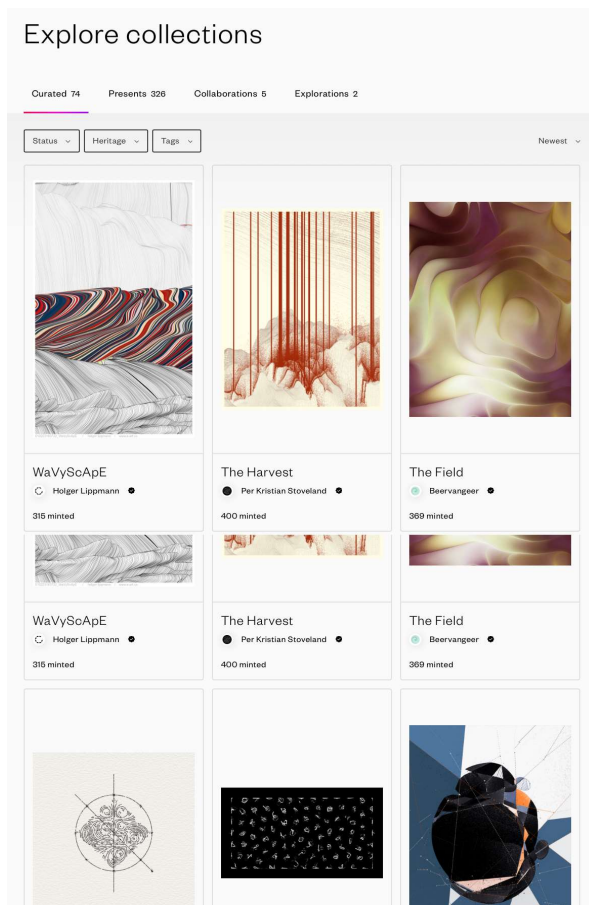 Explore collections
Curated 74 Presents 326 Collaborations 5 Explorations 2
Status Heritage Tags Newest
WaVyScApE
Holger Lippmann
315 minted
The Harvest
Per Kristian Stoveland
400 minted
The Field
Beervangeer
369 minted
WaVyScApE
Holger Lippmann
315 minted
The Harvest
Per Kristian Stoveland
400 minted
The Field
Beervangeer
369 minted